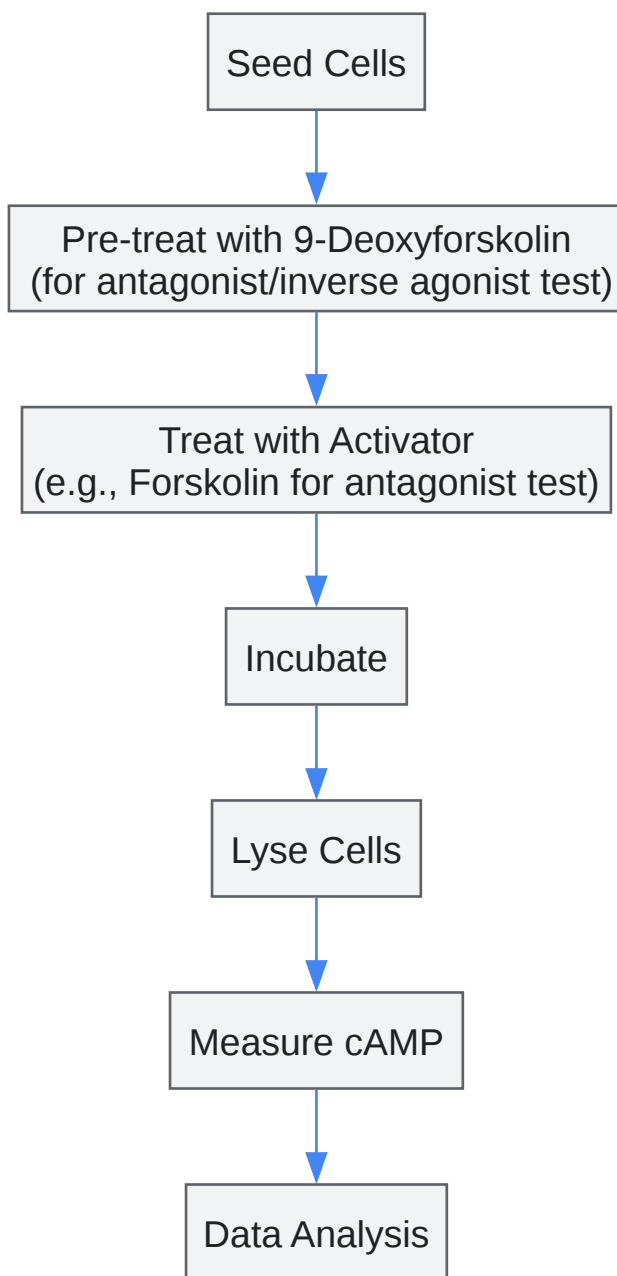 Seed Cells
Pre-treat with 9-Deoxyforskolin
(for antagonist/inverse agonist test)
Treat with Activator
(e.g., Forskolin for antagonist test)
Incubate
Lyse Cells
Measure cAMP
Data Analysis